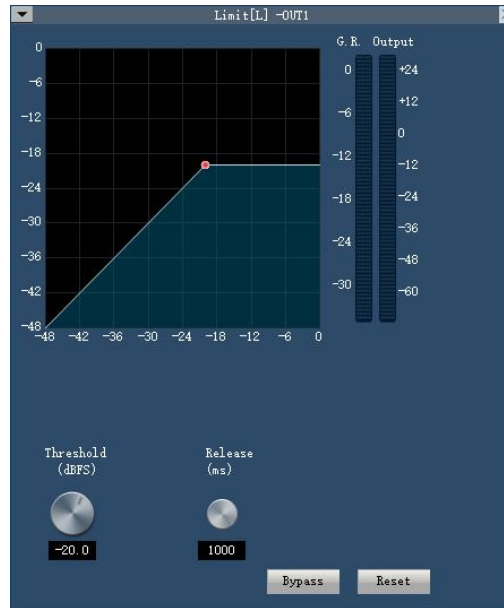 Limit[L] -OUT1
G.R. Output
0
-6
-12
-18
-24
-30
-36
-42
-48
-48 -42 -36 -30 -24 -18 -12 -6 0
0
-6
-12
-18
-24
-30
+24
+12
0
-12
-24
-36
-48
-60
Threshold
(dBFS)
-20.0
Release
(ms)
1000
Bypass
Reset